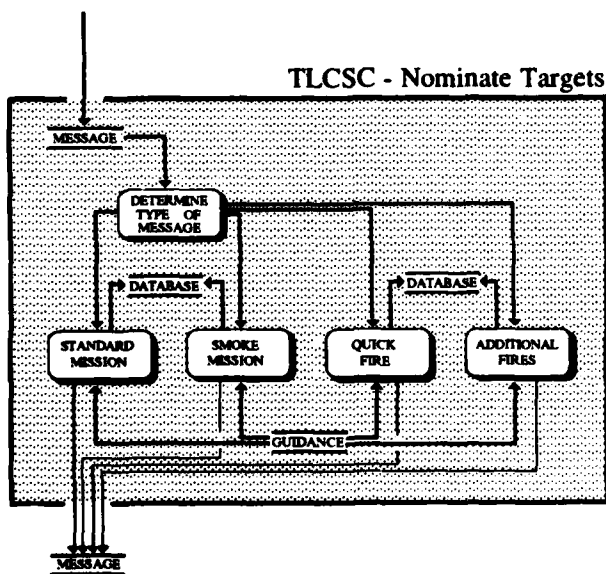 TLCSC - Nominate Targets
MESSAGE
DETERMINE
TYPE OF
MESSAGE
DATABASE
DATABASE
STANDARD
MISSION
SMOKE
MISSION
QUICK
FIRE
ADDITIONAL
FIRES
GUIDANCE
MESSAGE